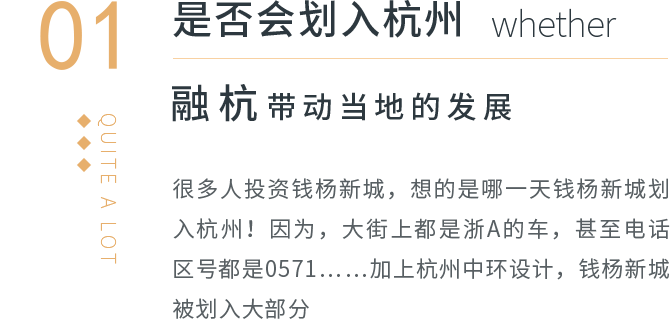 01
是否会划入杭州 whether
融杭带动当地的发展
QUITE A LOT
很多人投资钱杨新城，想的是哪一天钱杨新城划
入杭州！因为，大街上都是浙A的车，甚至电话
区号都是0571……加上杭州中环设计，钱杨新城
被划入大部分